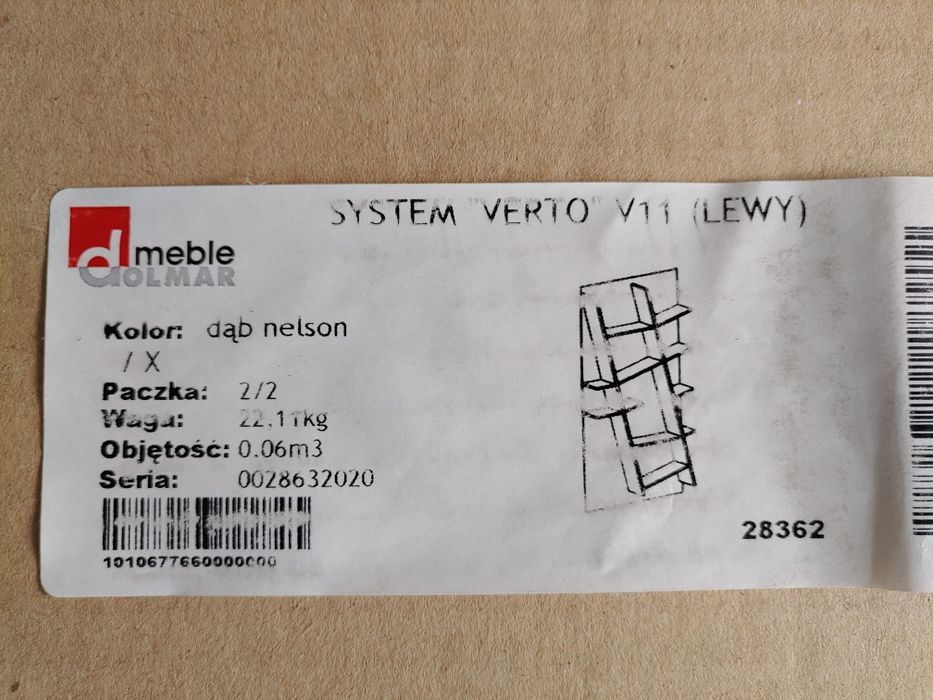 SYSTEM "VERTO" V11 (LEWY)
d meble
DOLMAR
Kolor: dąb nelson
/ X
Paczka: 2/2
Waga: 22,11kg
Objętość: 0.06m3
Seria: 0028632020
1010677660000000
28362